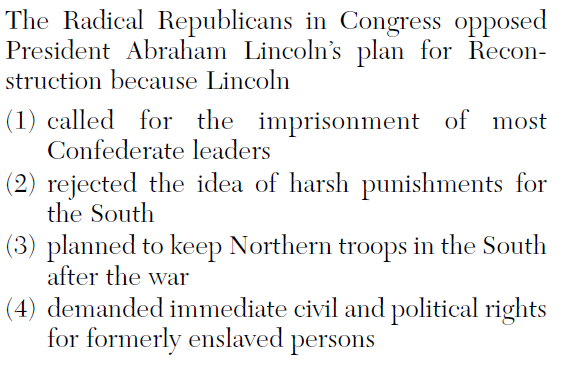 The Radical Republicans in Congress opposed
President Abraham Lincoln’s plan for Recon-
struction because Lincoln
(1) called for the imprisonment of most
Confederate leaders
(2) rejected the idea of harsh punishments for
the South
(3) planned to keep Northern troops in the South
after the war
(4) demanded immediate civil and political rights
for formerly enslaved persons